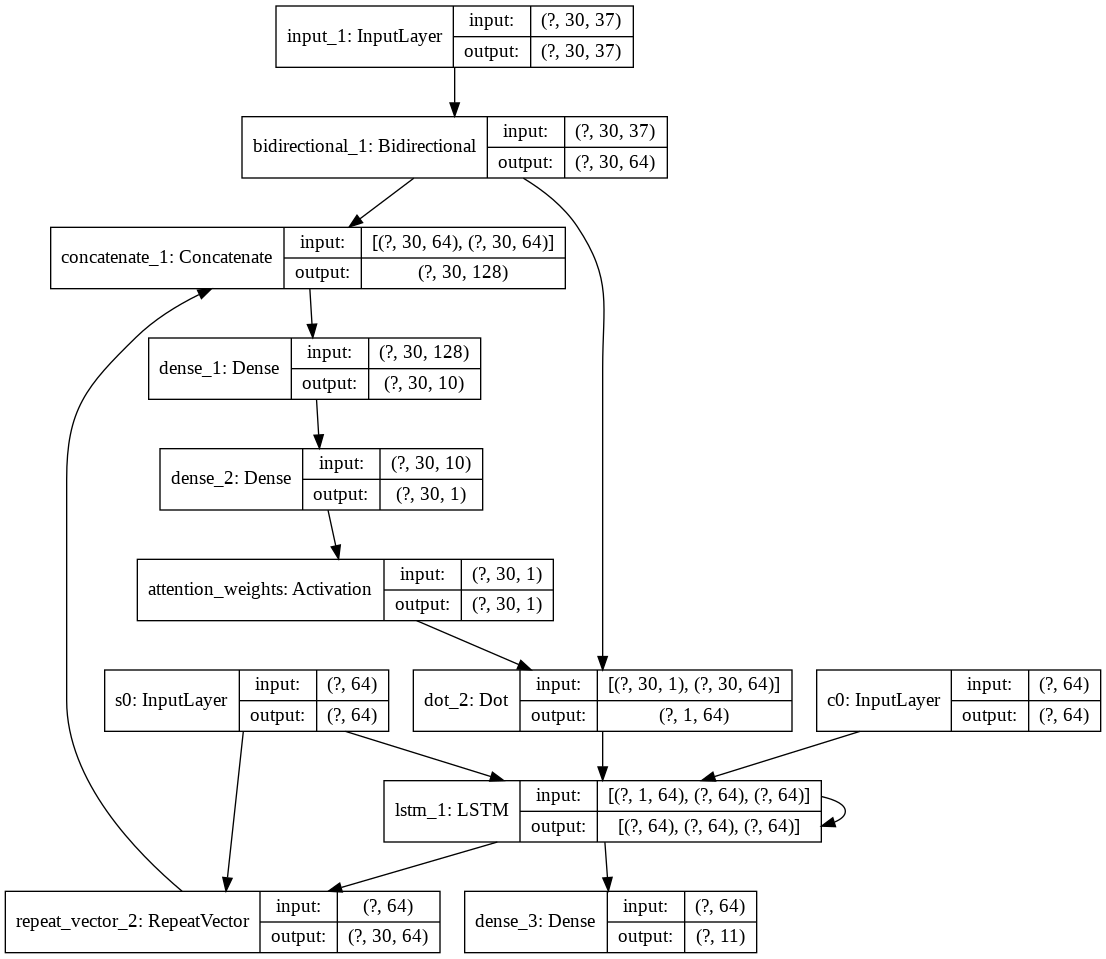 input_1: InputLayer
input: (?, 30, 37)
output: (?, 30, 37)
bidirectional_1: Bidirectional
input: (?, 30, 37)
output: (?, 30, 64)
concatenate_1: Concatenate
input: [(?, 30, 64), (?, 30, 64)]
output: (?, 30, 128)
dense_1: Dense
input: (?, 30, 128)
output: (?, 30, 10)
dense_2: Dense
input: (?, 30, 10)
output: (?, 30, 1)
attention_weights: Activation
input: (?, 30, 1)
output: (?, 30, 1)
s0: InputLayer
input: (?, 64)
output: (?, 64)
dot_2: Dot
input: [(?, 30, 1), (?, 30, 64)]
output: (?, 1, 64)
c0: InputLayer
input: (?, 64)
output: (?, 64)
lstm_1: LSTM
input: [(?, 1, 64), (?, 64), (?, 64)]
output: [(?, 64), (?, 64), (?, 64)]
repeat_vector_2: RepeatVector
input: (?, 64)
output: (?, 30, 64)
dense_3: Dense
input: (?, 64)
output: (?, 11)